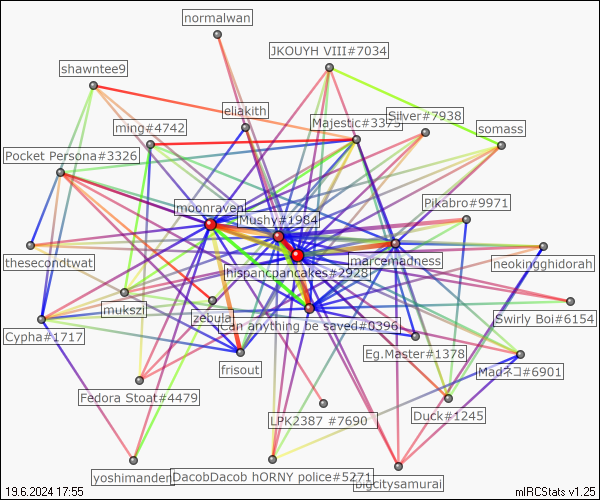 normalwan
JKOUYH VIII#7034
shawntee9
eliakith
Silver#7938
Majestic#3373
ming#4742
somass
Pocket Persona#3326
moonraven
Pikabro#9971
Mushy#1984
thesecondtwat
marcemadness
neokingghidorah
hispancpancakes#2928
mukszi
zebula
Swirly Boi#6154
Cypha#1717
Can anything be saved#0396
Eg.Master#1378
frisout
Madネコ#6901
Fedora Stoat#4479
Duck#1245
LPK2387 #7690
yoshimanden
DacobDacob hORNY police#5271
bigcitysamurai
19.6.2024 17:55
mIRCStats v1.25